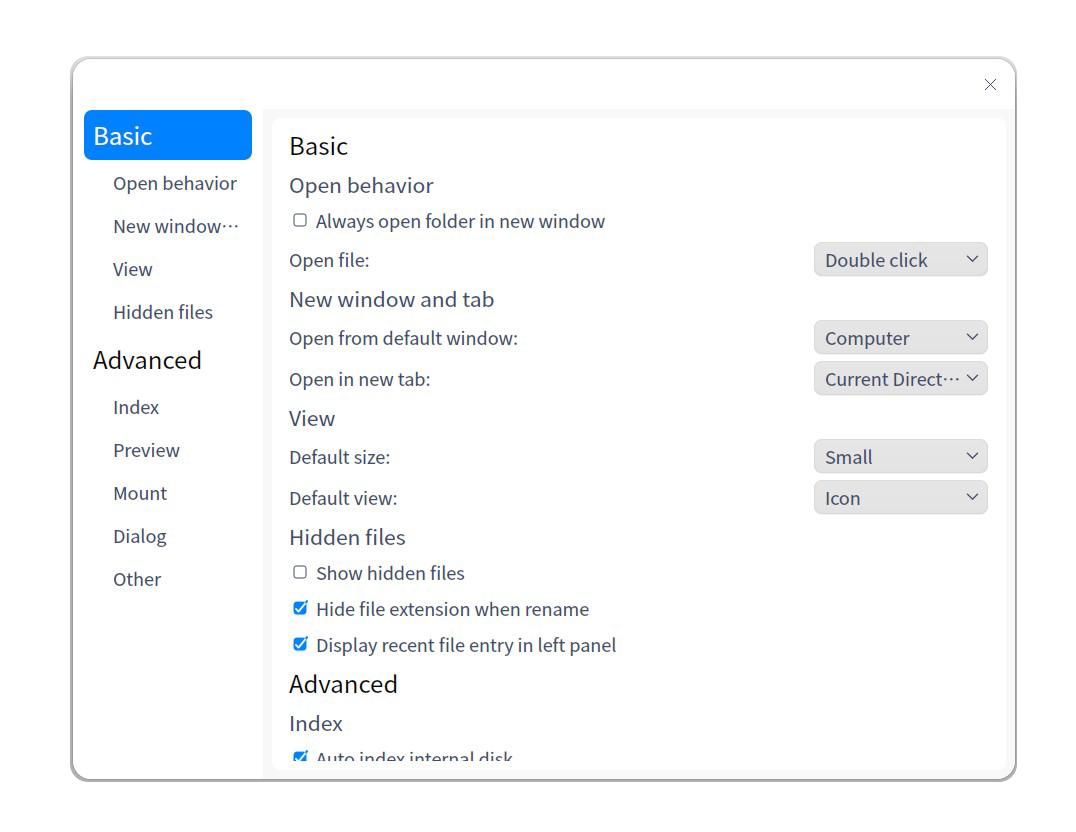 Basic
Open behavior
New window···
View
Hidden files
Advanced
Index
Preview
Mount
Dialog
Other
Basic
Open behavior
Always open folder in new window
Open file: Double click
New window and tab
Open from default window: Computer
Open in new tab: Current Direct···
View
Default size: Small
Default view: Icon
Hidden files
Show hidden files
Hide file extension when rename
Display recent file entry in left panel
Advanced
Index
Auto index internal disk